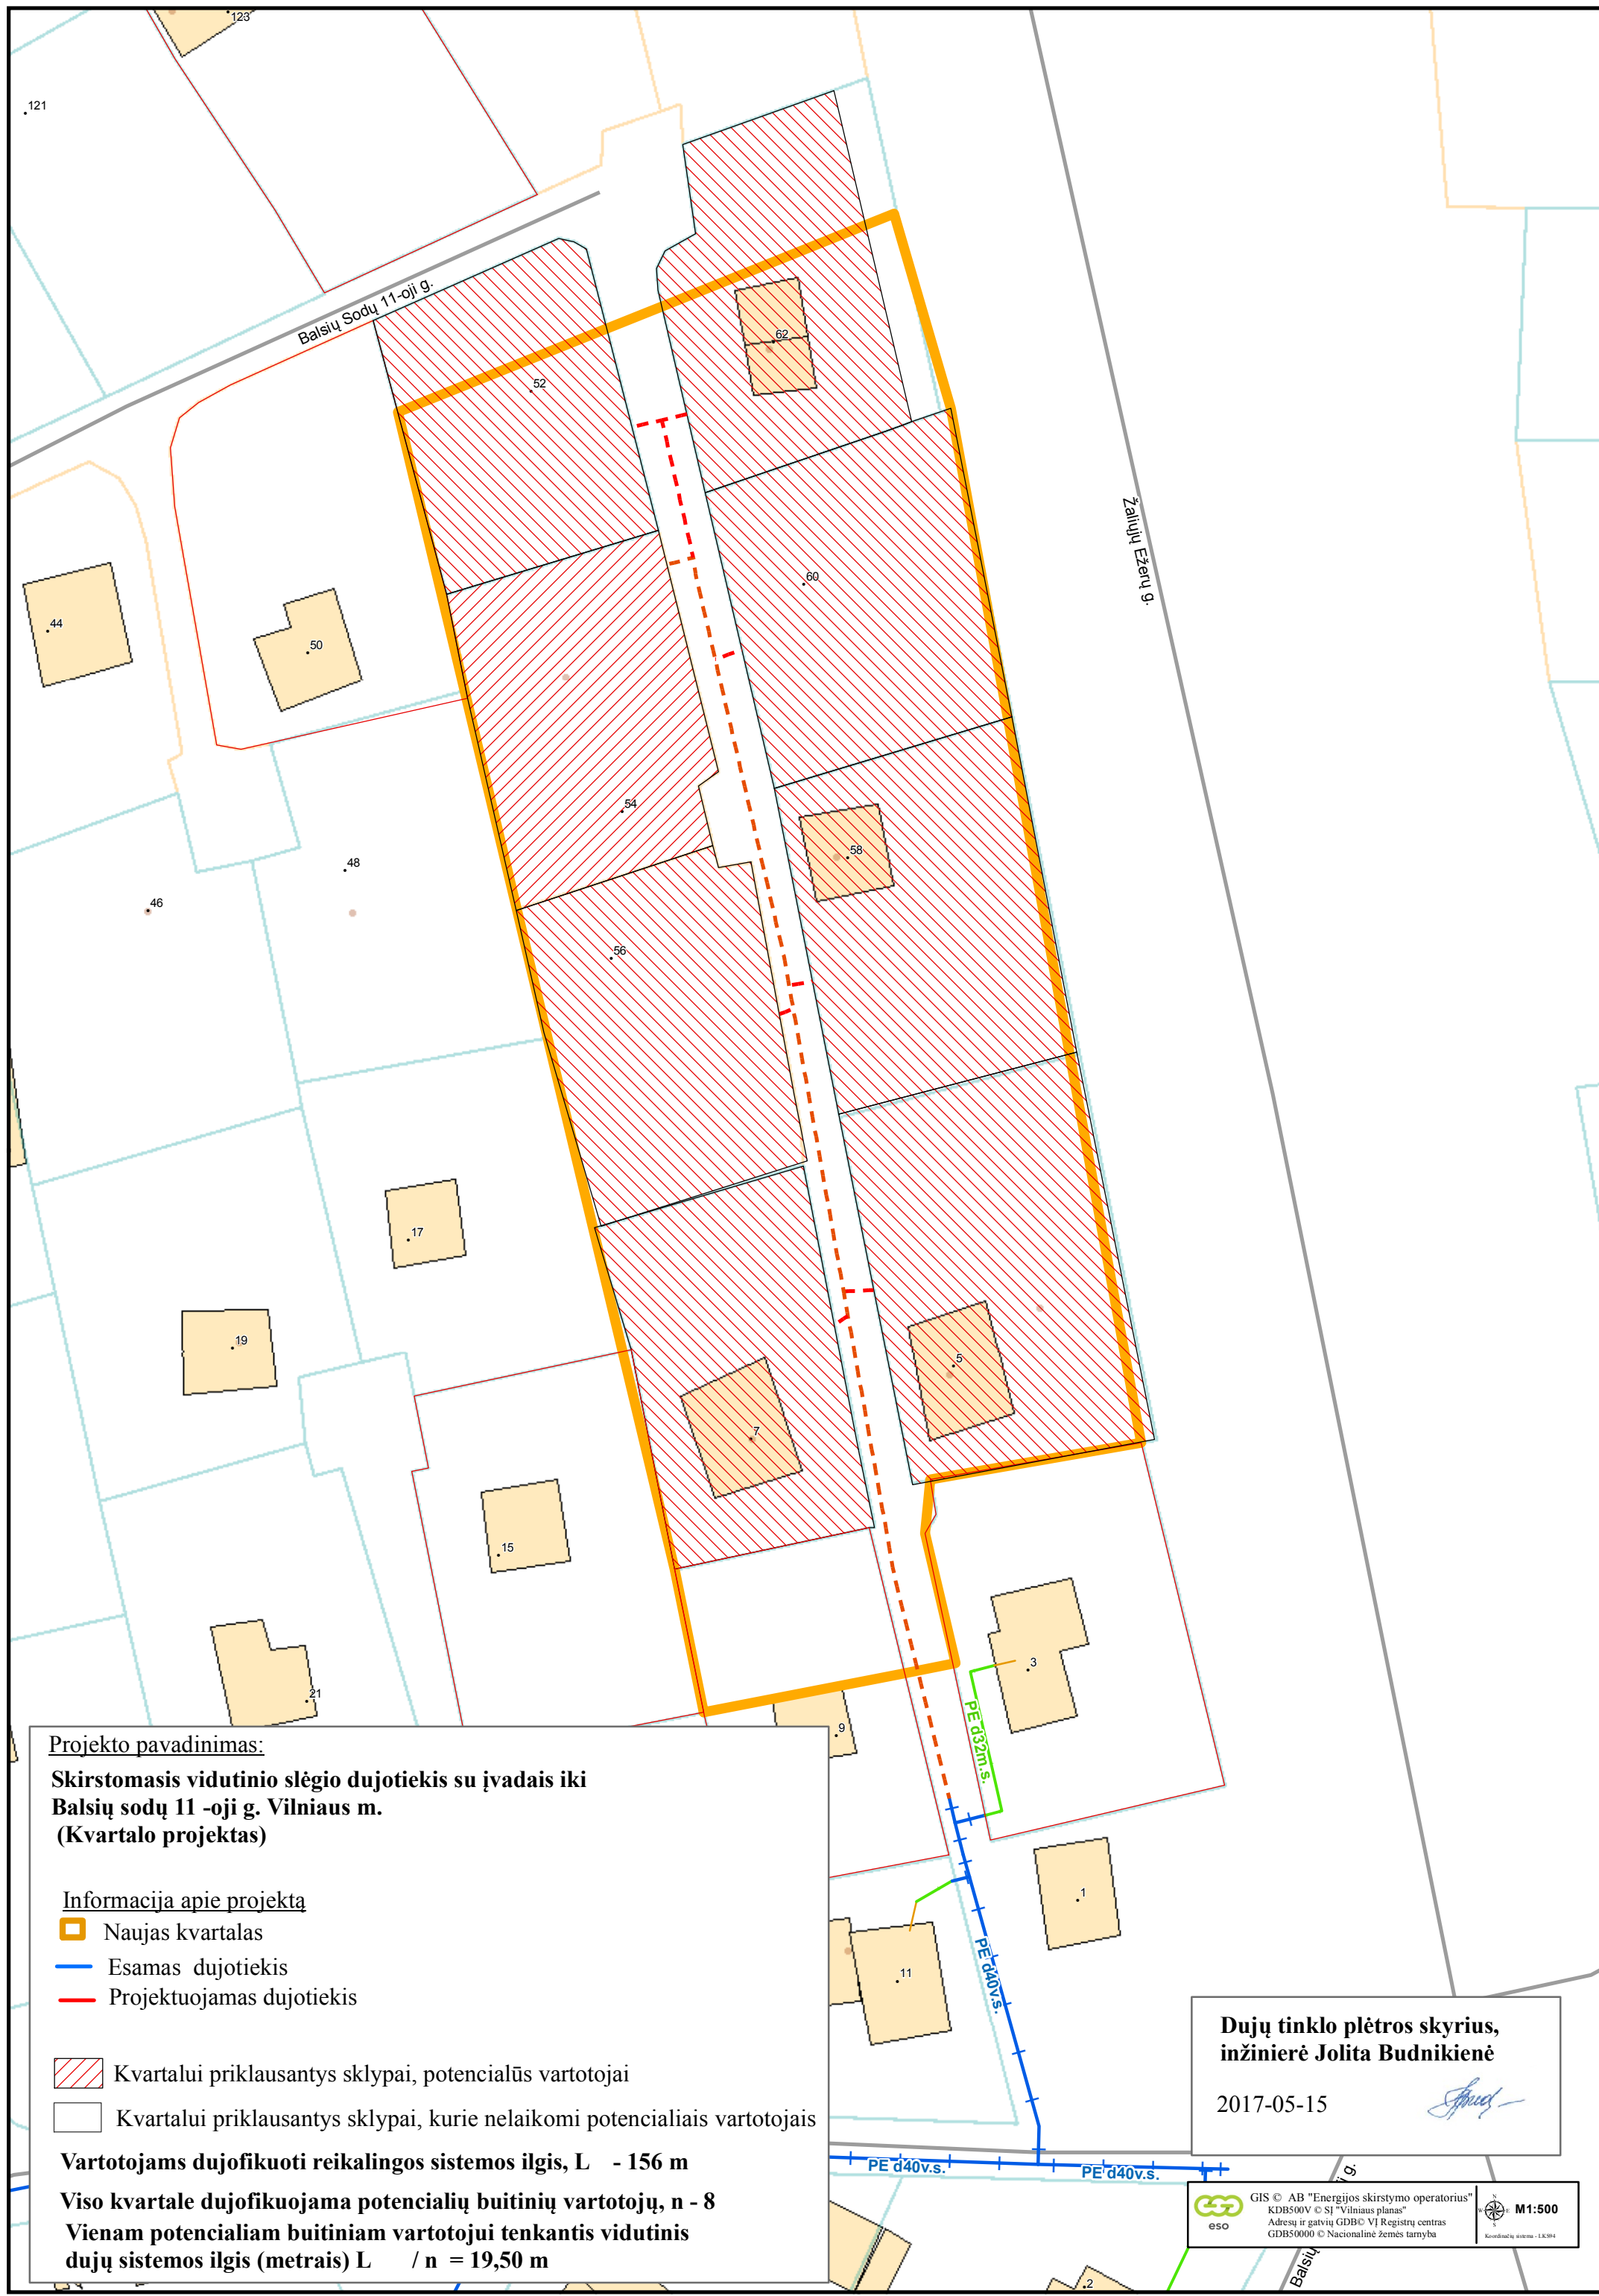 123
121
Balsių Sodų 11-oji g.
62
52
Žaliųjų Ežerų g.
60
44
50
54
58
48
46
56
17
19
5
7
15
3
21
PE d32m.s.
9
1
11
PE d40v.s.
PE d40v.s.
PE d40v.s.
2
Balsių
g.
Projekto pavadinimas:
Skirstomasis vidutinio slėgio dujotiekis su įvadais iki
Balsių sodų 11 -oji g. Vilniaus m.
(Kvartalo projektas)
Informacija apie projektą
Naujas kvartalas
Esamas dujotiekis
Projektuojamas dujotiekis
Kvartalui priklausantys sklypai, potencialūs vartotojai
Kvartalui priklausantys sklypai, kurie nelaikomi potencialiais vartotojais
Vartotojams dujofikuoti reikalingos sistemos ilgis, L - 156 m
Viso kvartale dujofikuojama potencialių buitinių vartotojų, n - 8
Vienam potencialiam buitiniam vartotojui tenkantis vidutinis
dujų sistemos ilgis (metrais) L / n = 19,50 m
Dujų tinklo plėtros skyrius,
inžinierė Jolita Budnikienė
2017-05-15
eso
GIS © AB "Energijos skirstymo operatorius"
KDB500V © SĮ "Vilniaus planas"
Adresų ir gatvių GDB© VĮ Registrų centras
GDB50000 © Nacionalinė žemės tarnyba
M1:500
Koordinačių sistema - LKS94